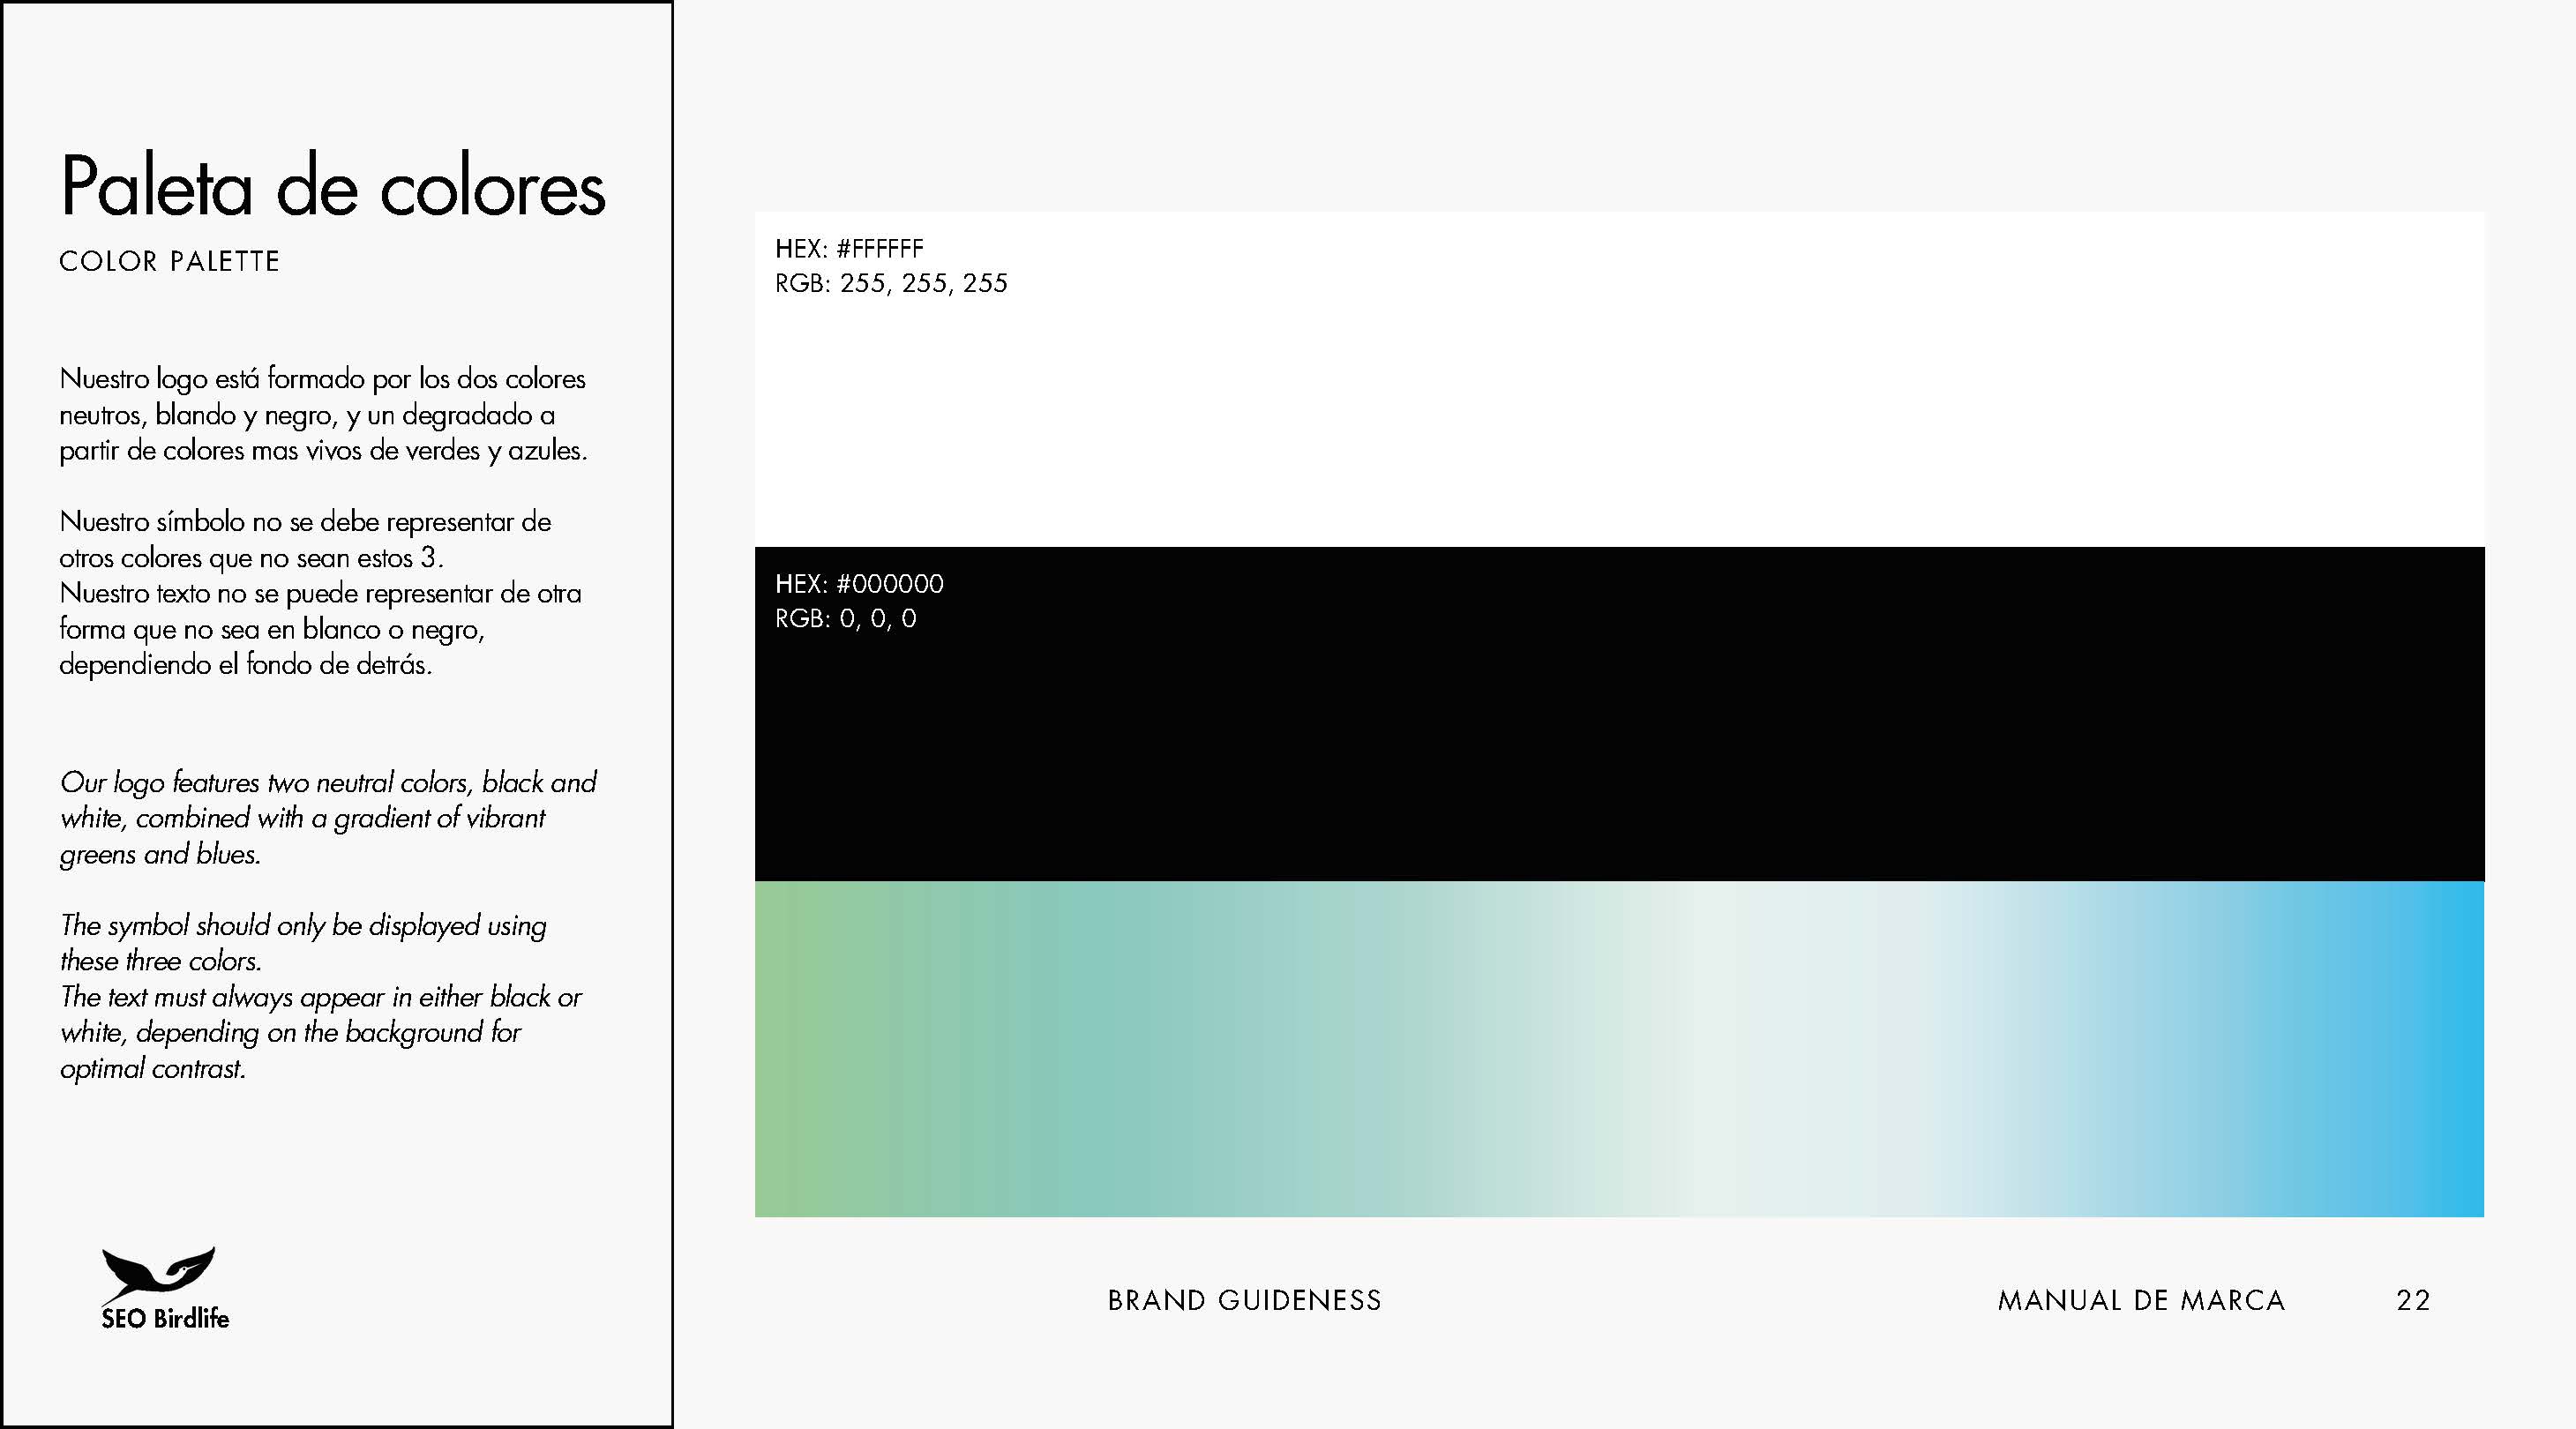 Paleta de colores
COLOR PALETTE
Nuestro logo está formado por los dos colores
neutros, blando y negro, y un degradado a
partir de colores mas vivos de verdes y azules.
Nuestro símbolo no se debe representar de
otros colores que no sean estos 3.
Nuestro texto no se puede representar de otra
forma que no sea en blanco o negro,
dependiendo el fondo de detrás.
Our logo features two neutral colors, black and
white, combined with a gradient of vibrant
greens and blues.
The symbol should only be displayed using
these three colors.
The text must always appear in either black or
white, depending on the background for
optimal contrast.
SEO Birdlife
HEX: #FFFFFF
RGB: 255, 255, 255
HEX: #000000
RGB: 0, 0, 0
BRAND GUIDENESS
MANUAL DE MARCA
22